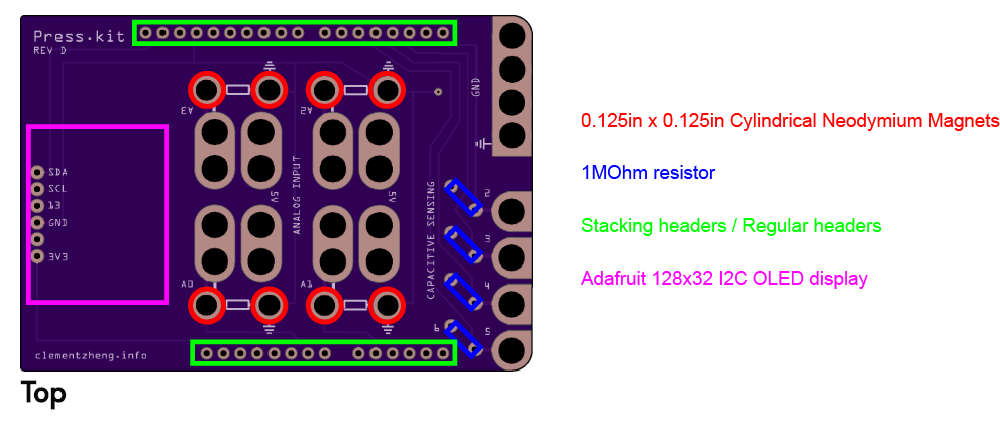 Press.kit
REV D
GND
A3
A2
0.125in x 0.125in Cylindrical Neodymium Magnets
SDA
SCL
13
GND
3V3
5V
ANALOG INPUT
5V
CAPACITIVE SENSING
2
3
4
6
5
1MOhm resistor
Stacking headers / Regular headers
Adafruit 128x32 I2C OLED display
A0
A1
clementzheng.info
Top